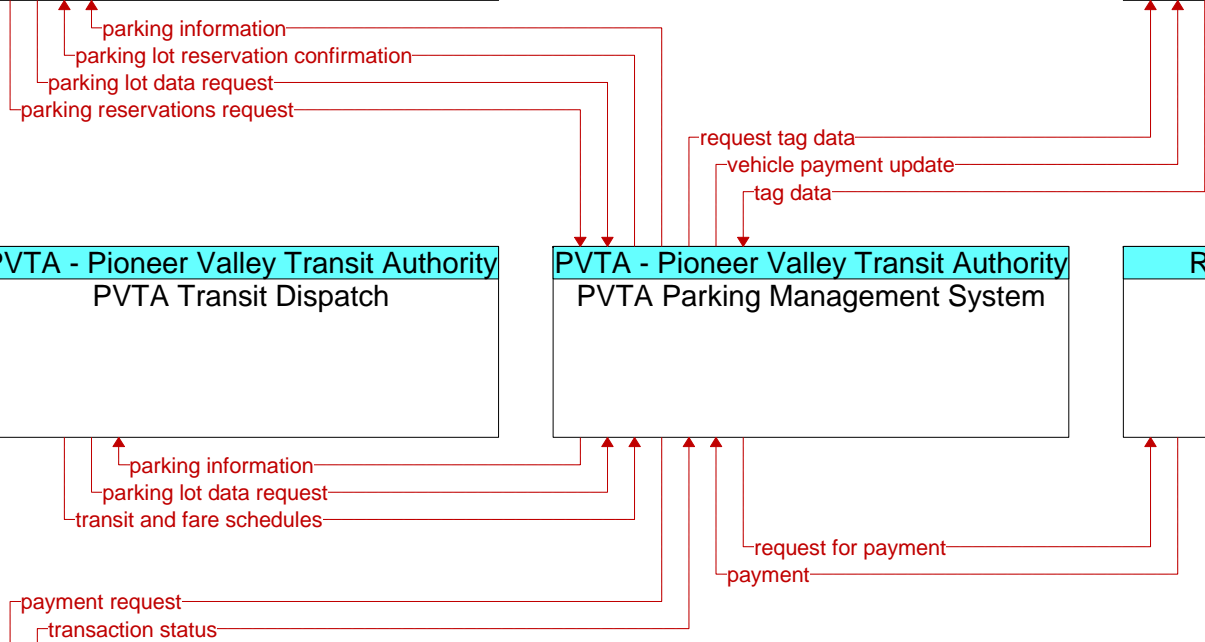 parking information
parking lot reservation confirmation
parking lot data request
parking reservations request
request tag data
vehicle payment update
tag data
PVTA - Pioneer Valley Transit Authority
PVTA Transit Dispatch
PVTA - Pioneer Valley Transit Authority
PVTA Parking Management System
R
parking information
parking lot data request
transit and fare schedules
request for payment
payment
payment request
transaction status